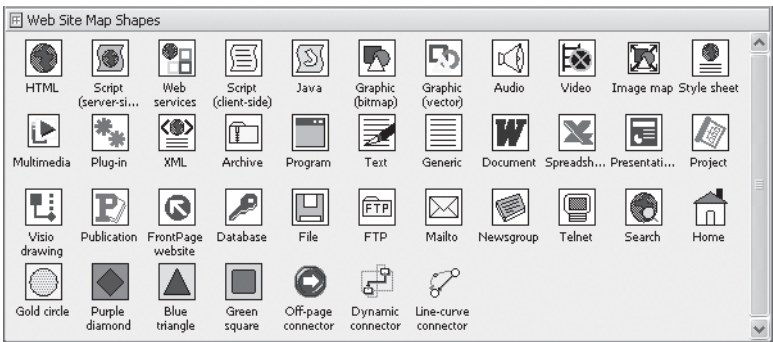 Web Site Map Shapes
HTML Script Web Script Java Graphic Graphic Audio Video Image map Style sheet
(server-si... services (client-side) (bitmap) (vector)
FTP
Multimedia Plug-in XML Archive Program Text Generic Document Spreadsh... Presentati... Project
Visio Publication FrontPage Database File FTP Mailto Newsgroup Telnet Search Home
drawing website
Gold circle Purple Blue Green Off-page Dynamic Line-curve
diamond triangle square connector connector connector